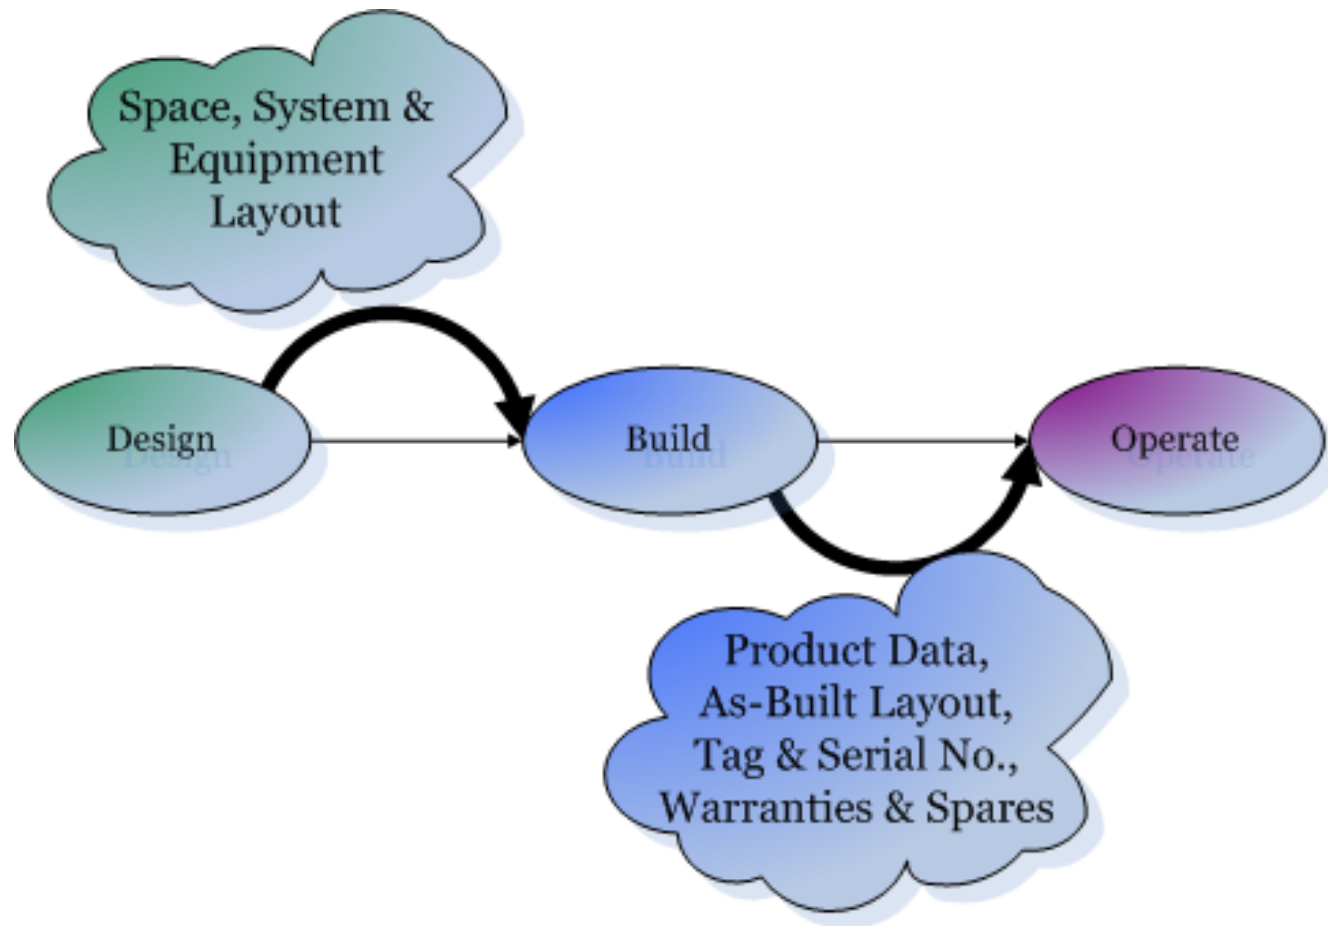 Space, System &
Equipment
Layout
Design
Build
Operate
Product Data,
As-Built Layout,
Tag & Serial No.,
Warranties & Spares